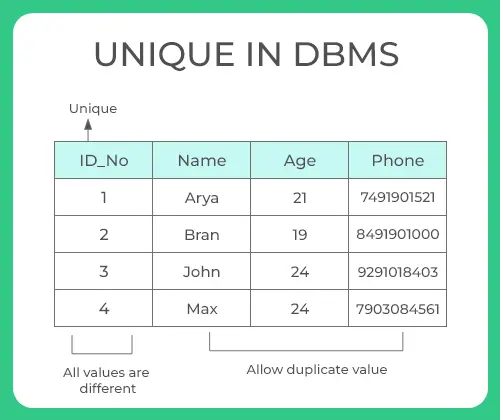 UNIQUE IN DBMS
Unique
ID_No Name Age Phone
1 Arya 21 7491901521
2 Bran 19 8491901000
3 John 24 9291018403
4 Max 24 7903084561
All values are
different
Allow duplicate value